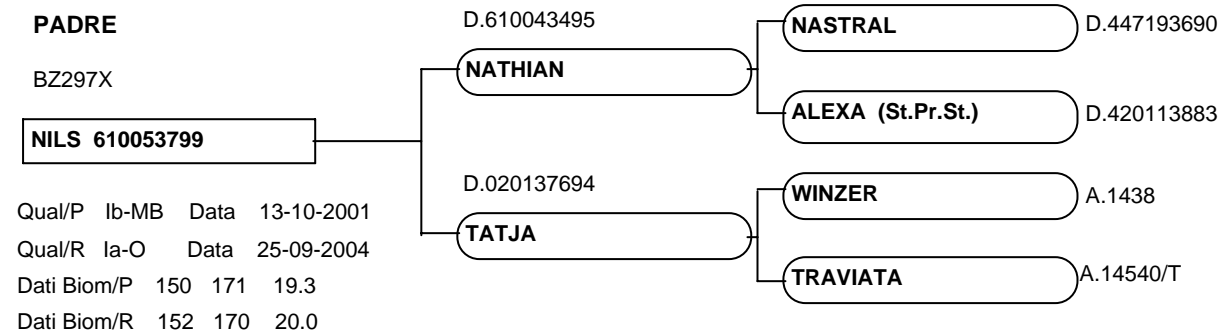 PADRE
BZ297X
NILS 610053799
Qual/P Ib-MB Data 13-10-2001
Qual/R Ia-O Data 25-09-2004
Dati Biom/P 150 171 19.3
Dati Biom/R 152 170 20.0
D.610043495
NATHIAN
D.020137694
TATJA
NASTRAL D.447193690
ALEXA (St.Pr.St.) D.420113883
WINZER A.1438
TRAVIATA A.14540/T